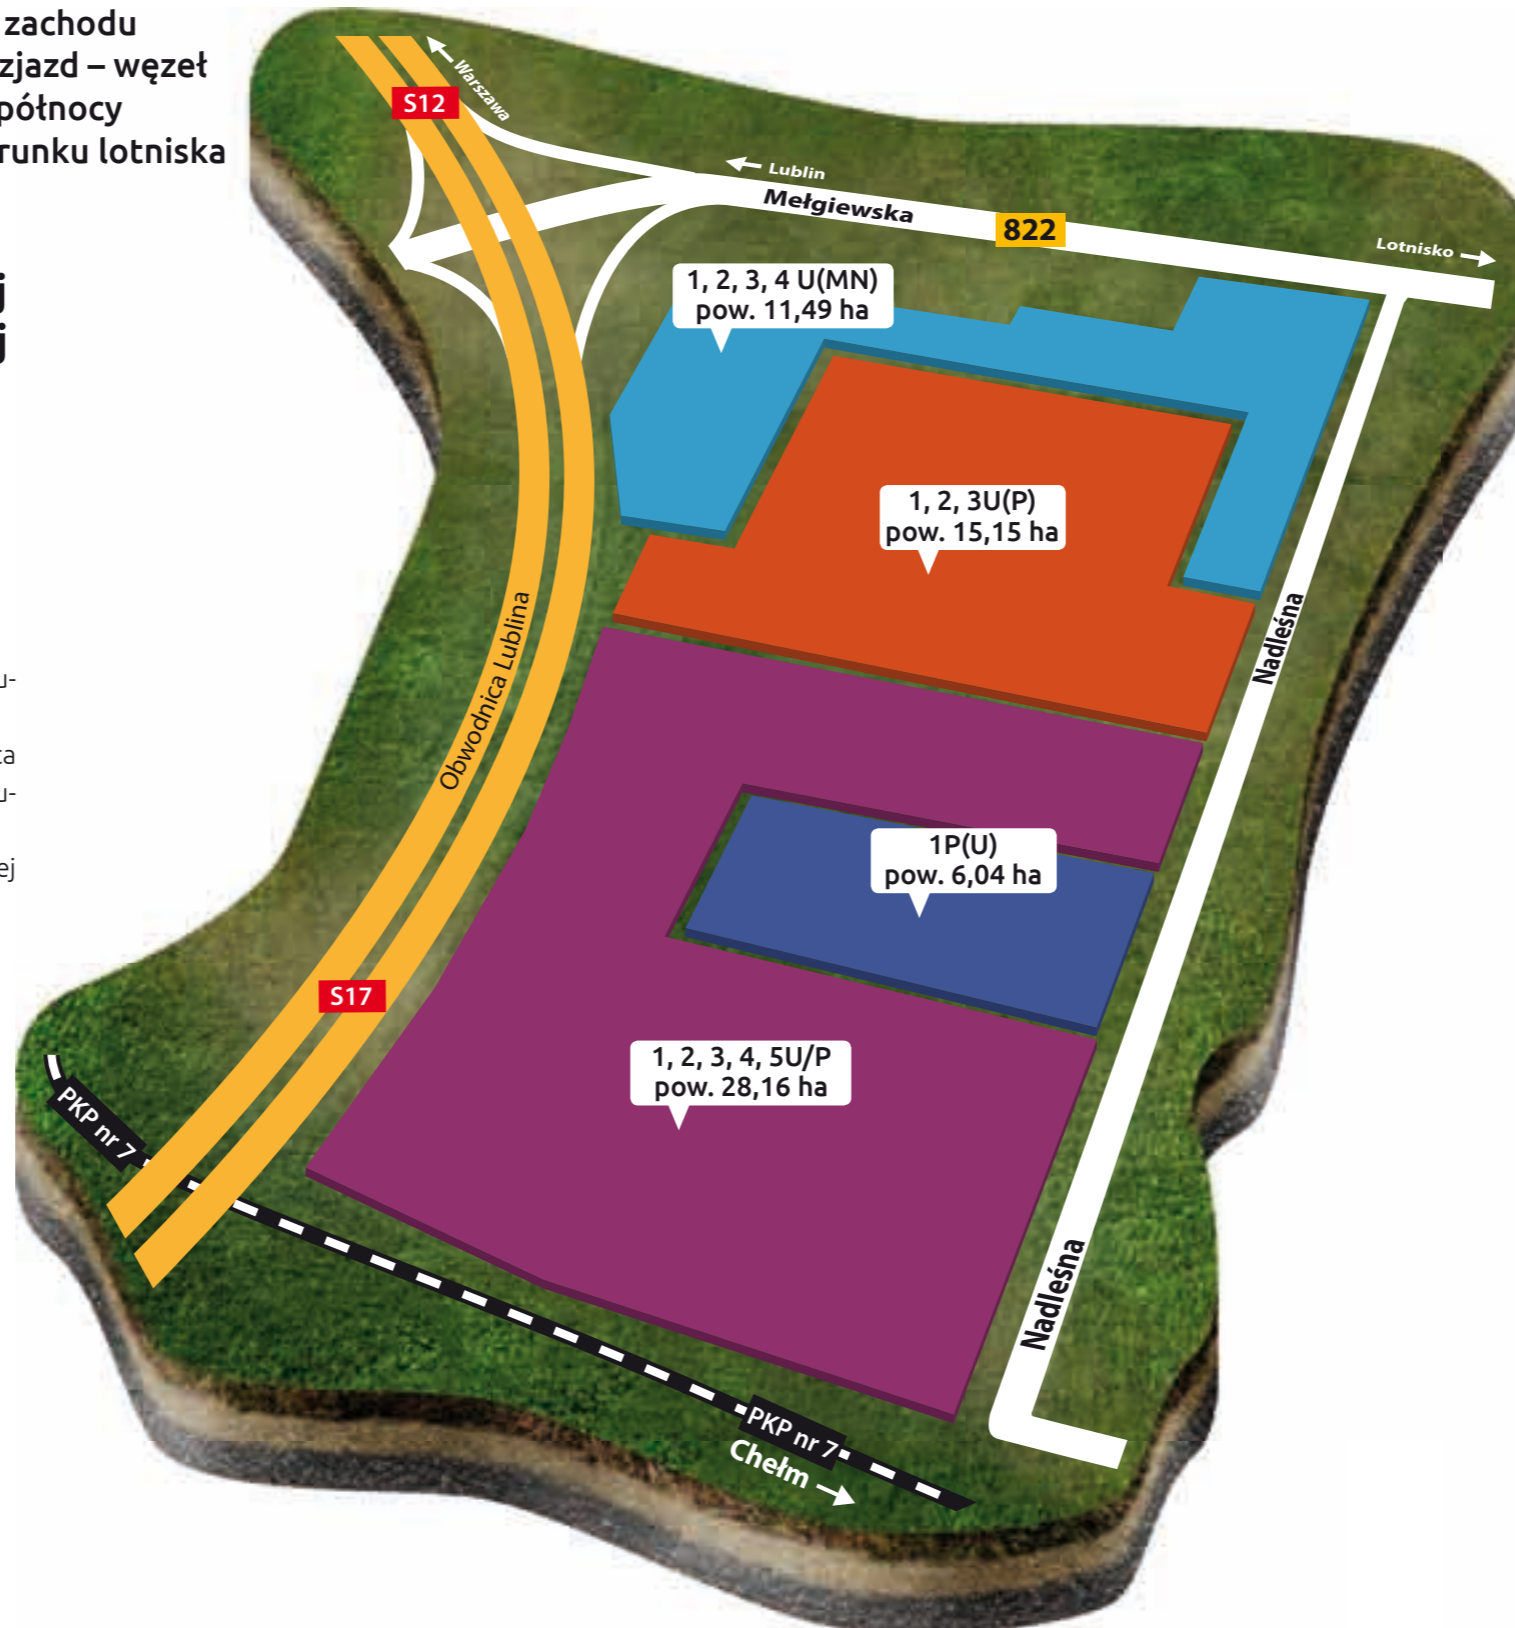 zachodu
zjazd – węzeł
północy
runku lotniska
j
j
u-
ta
u-
ej
Warszawa
S12
Lublin
Mełgiewska
822
Lotnisko
1, 2, 3, 4 U(MN)
pow. 11,49 ha
1, 2, 3U(P)
pow. 15,15 ha
Nadleśna
Obwodnica Lublina
1P(U)
pow. 6,04 ha
S17
1, 2, 3, 4, 5U/P
pow. 28,16 ha
PKP nr 7
Nadleśna
PKP nr 7
Chełm